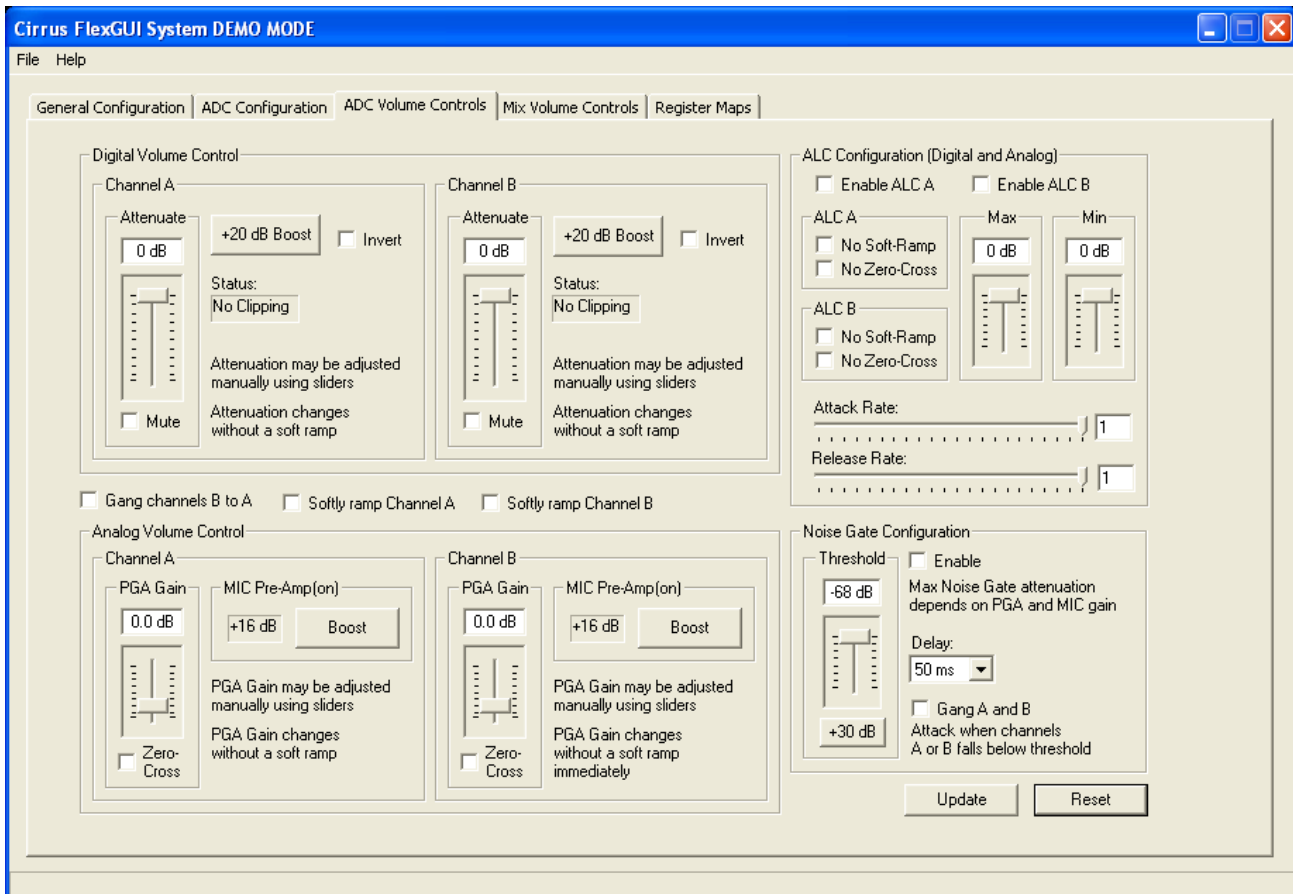 Cirrus FlexGUI System DEMO MODE
File Help
General Configuration ADC Configuration ADC Volume Controls Mix Volume Controls Register Maps
Digital Volume Control
Channel A
Attenuate
0 dB
+20 dB Boost
Invert
Status:
No Clipping
Attenuation may be adjusted
manually using sliders
Attenuation changes
without a soft ramp
Mute
Channel B
Attenuate
0 dB
+20 dB Boost
Invert
Status:
No Clipping
Attenuation may be adjusted
manually using sliders
Attenuation changes
without a soft ramp
Mute
Gang channels B to A
Softly ramp Channel A
Softly ramp Channel B
Analog Volume Control
Channel A
PGA Gain
0.0 dB
MIC Pre-Amp(on)
+16 dB
Boost
PGA Gain may be adjusted
manually using sliders
PGA Gain changes
without a soft ramp
Zero-
Cross
Channel B
PGA Gain
0.0 dB
MIC Pre-Amp(on)
+16 dB
Boost
PGA Gain may be adjusted
manually using sliders
PGA Gain changes
without a soft ramp
immediately
Zero-
Cross
ALC Configuration (Digital and Analog)
Enable ALC A
Enable ALC B
ALC A
No Soft-Ramp
No Zero-Cross
ALC B
No Soft-Ramp
No Zero-Cross
Max
0 dB
Min
0 dB
Attack Rate:
1
Release Rate:
1
Noise Gate Configuration
Threshold
-68 dB
+30 dB
Enable
Max Noise Gate attenuation
depends on PGA and MIC gain
Delay:
50 ms
Gang A and B
Attack when channels
A or B falls below threshold
Update
Reset